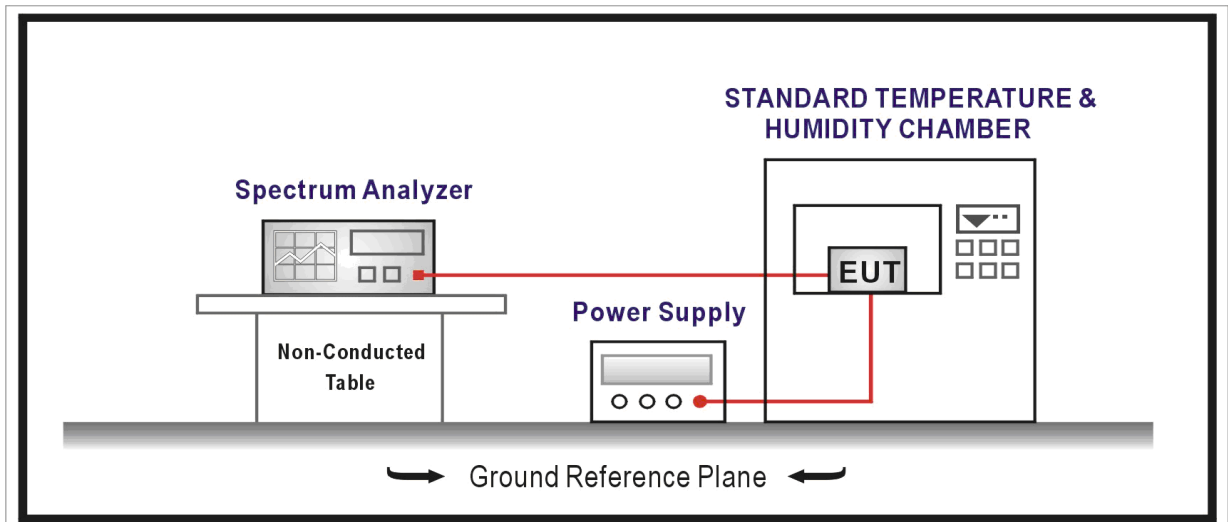 STANDARD TEMPERATURE &
HUMIDITY CHAMBER
Spectrum Analyzer
EUT
Power Supply
Non-Conducted
Table
Ground Reference Plane